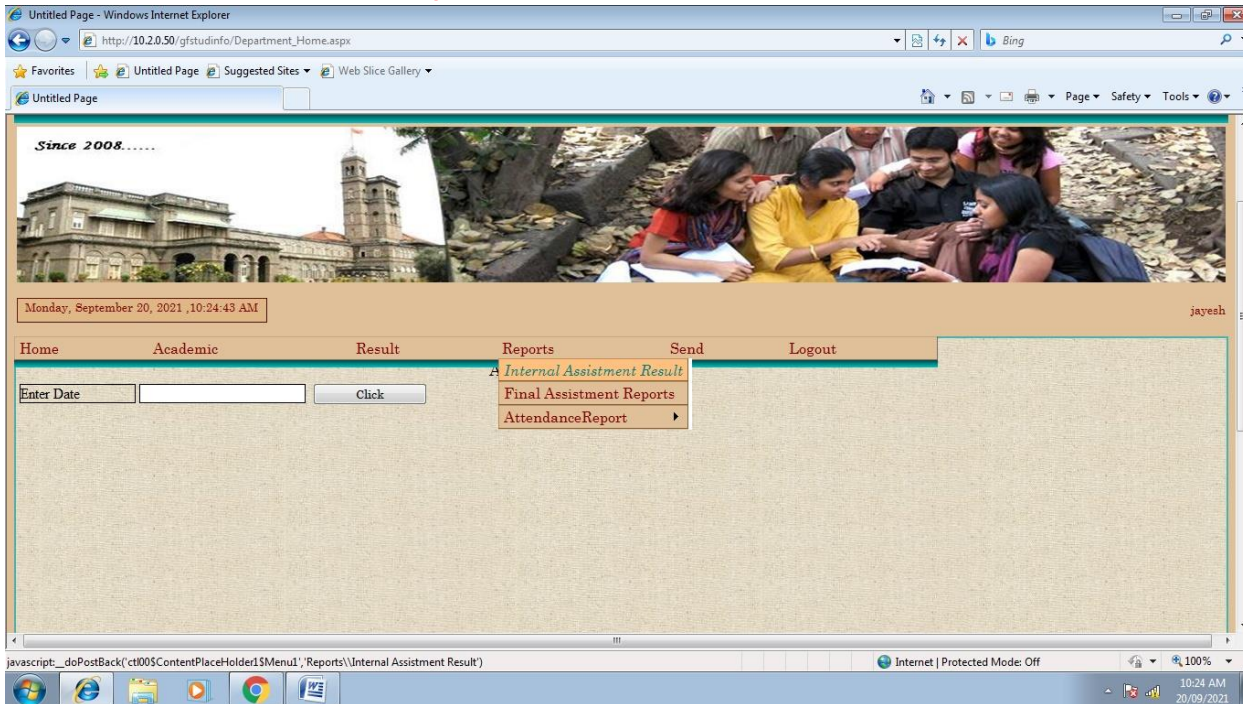 Untitled Page - Windows Internet Explorer
http://10.2.0.50/gfstudinfo/Department_Home.aspx
Bing
Favorites Untitled Page Suggested Sites Web Slice Gallery
Untitled Page
Page Safety Tools
Since 2008......
Monday, September 20, 2021 ,10:24:43 AM
jayesh
Home Academic Result Reports Send Logout
A Internal Assistment Result
Enter Date Click Final Assistment Reports
AttendanceReport
javascript:__doPostBack('ctl00$ContentPlaceHolder1$Menu1','Reports\\Internal Assistment Result')
Internet | Protected Mode: Off
100%
10:24 AM
20/09/2021